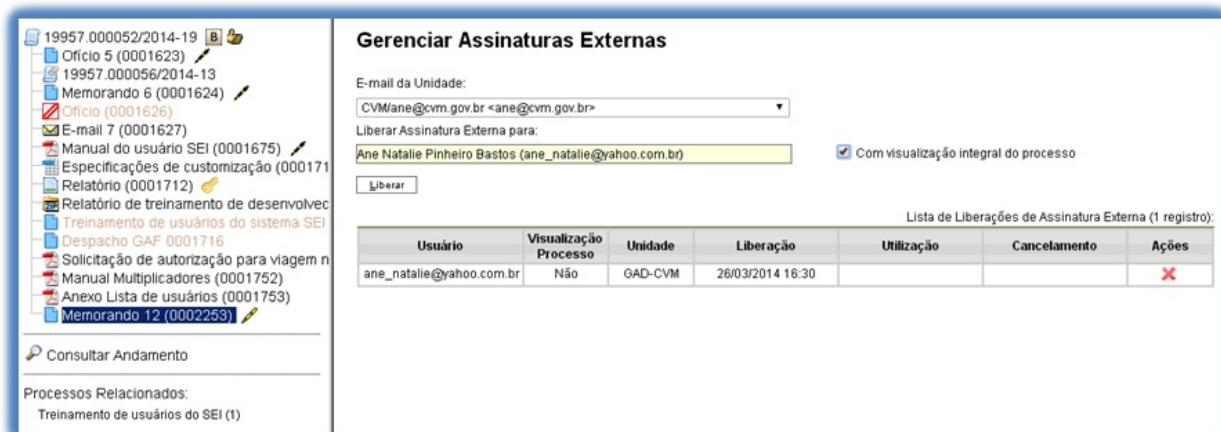 19957.000052/2014-19 B
Ofício 5 (0001623)
19957.000056/2014-13
Memorando 6 (0001624)
Ofício (0001626)
E-mail 7 (0001627)
Manual do usuário SEI (0001675)
Especificações de customização (000171
Relatório (0001712)
Relatório de treinamento de desenvolvec
Treinamento de usuários do sistema SEI
Despacho GAF 0001716
Solicitação de autorização para viagem n
Manual Multiplicadores (0001752)
Anexo Lista de usuários (0001753)
Memorando 12 (0002253)
Consultar Andamento
Processos Relacionados:
Treinamento de usuários do SEI (1)
Gerenciar Assinaturas Externas
E-mail da Unidade:
CVM/ane@cvm.gov.br <ane@cvm.gov.br>
Liberar Assinatura Externa para:
Ane Natalie Pinheiro Bastos (ane_natalie@yahoo.com.br)
Com visualização integral do processo
Liberar
Lista de Liberações de Assinatura Externa (1 registro):
Usuário Visualização Processo Unidade Liberação Utilização Cancelamento Ações
ane_natalie@yahoo.com.br Não GAD-CVM 26/03/2014 16:30